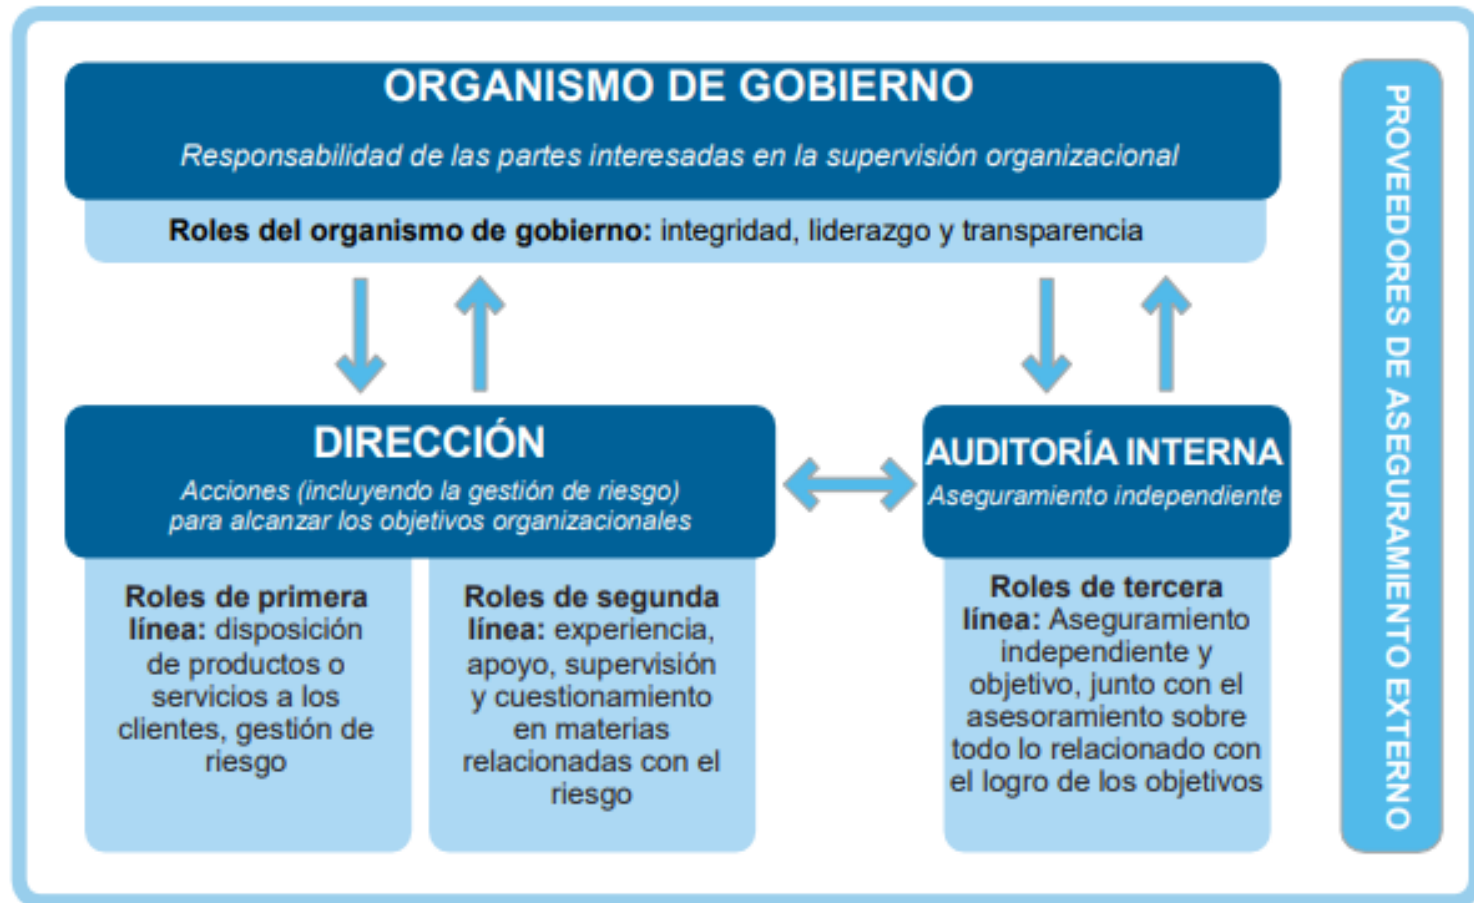 ORGANISMO DE GOBIERNO
Responsabilidad de las partes interesadas en la supervisión organizacional
Roles del organismo de gobierno: integridad, liderazgo y transparencia
DIRECCIÓN
Acciones (incluyendo la gestión de riesgo)
para alcanzar los objetivos organizacionales
Roles de primera
línea: disposición
de productos o
servicios a los
clientes, gestión de
riesgo
Roles de segunda
línea: experiencia,
apoyo, supervisión
y cuestionamiento
en materias
relacionadas con el
riesgo
AUDITORÍA INTERNA
Aseguramiento independiente
Roles de tercera
línea: Aseguramiento
independiente y
objetivo, junto con el
asesoramiento sobre
todo lo relacionado con
el logro de los objetivos
PROVEEDORES DE ASEGURAMIENTO EXTERNO